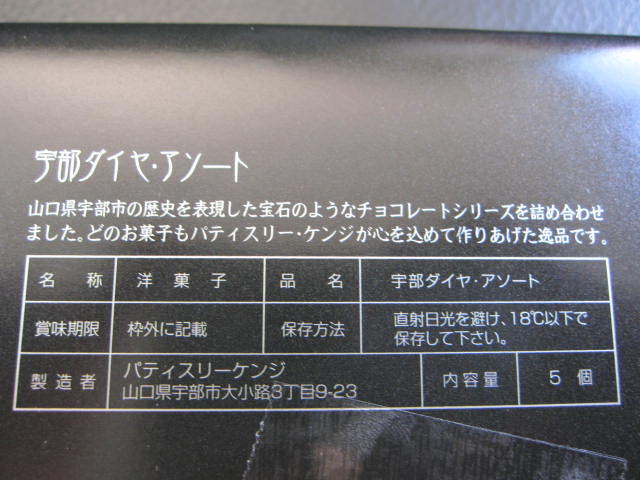 宇部ダイヤ・アソート
山口県宇部市の歴史を表現した宝石のようなチョコレートシリーズを詰め合わせ
ました。どのお菓子もパティスリー・ケンジが心を込めて作りあげた逸品です。
名称 洋菓子 品名 宇部ダイヤ・アソート
賞味期限 枠外に記載 保存方法 直射日光を避け、18℃以下で
保存して下さい。
製造者 パティスリーケンジ 内容量 5個
山口県宇部市大小路3丁目9-23